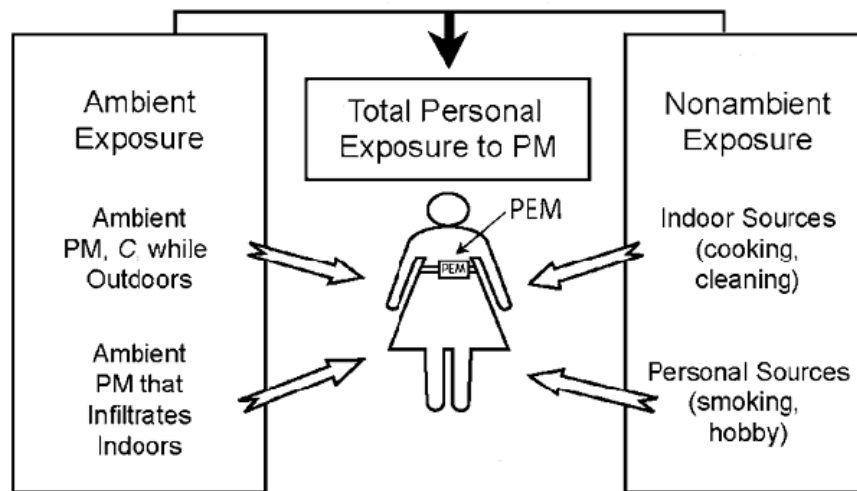 Ambient
Exposure
Ambient
PM, C, while
Outdoors
Ambient
PM that
Infiltrates
Indoors
Total Personal
Exposure to PM
PEM
PEM
Nonambient
Exposure
Indoor Sources
(cooking,
cleaning)
Personal Sources
(smoking,
hobby)